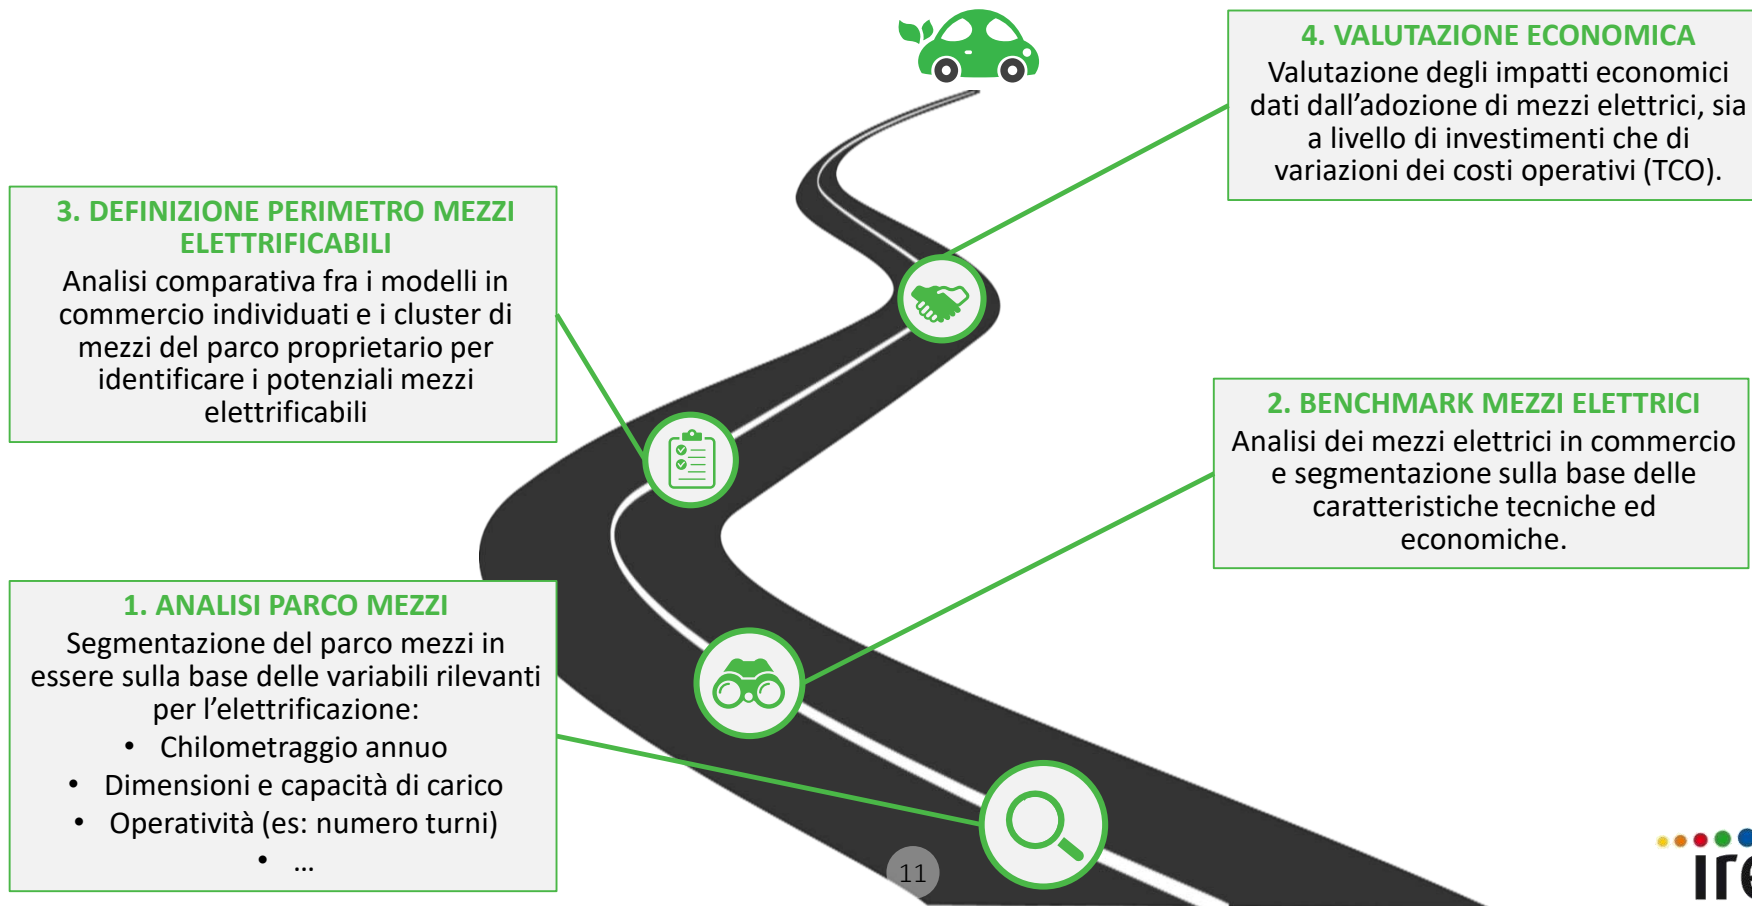 4. VALUTAZIONE ECONOMICA
Valutazione degli impatti economici
dati dall’adozione di mezzi elettrici, sia
a livello di investimenti che di
variazioni dei costi operativi (TCO).
3. DEFINIZIONE PERIMETRO MEZZI
ELETTRIFICABILI
Analisi comparativa fra i modelli in
commercio individuati e i cluster di
mezzi del parco proprietario per
identificare i potenziali mezzi
elettrificabili
2. BENCHMARK MEZZI ELETTRICI
Analisi dei mezzi elettrici in commercio
e segmentazione sulla base delle
caratteristiche tecniche ed
economiche.
1. ANALISI PARCO MEZZI
Segmentazione del parco mezzi in
essere sulla base delle variabili rilevanti
per l’elettrificazione:
• Chilometraggio annuo
• Dimensioni e capacità di carico
• Operatività (es: numero turni)
• ...
11